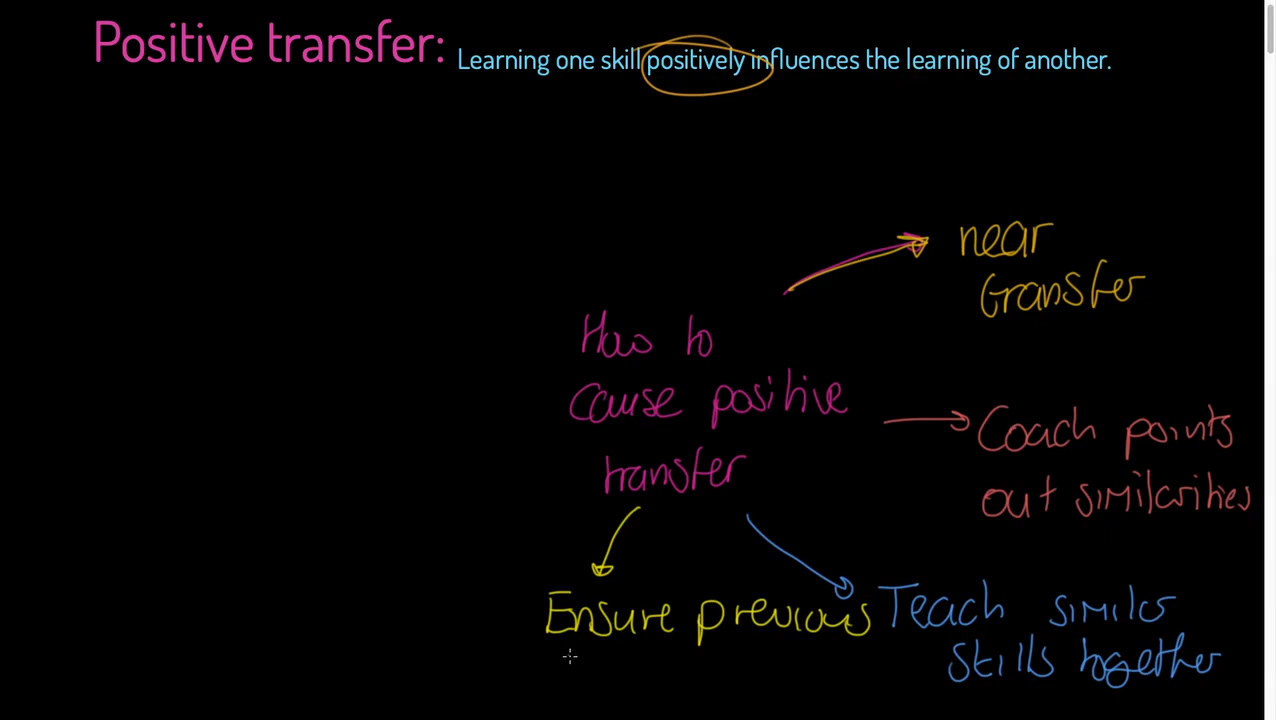 Positive transfer: Learning one skill positively influences the learning of another.
near
transfer
How to
cause positive
transfer
Coach points
out similarities
Ensure previous
Teach similar
skills together